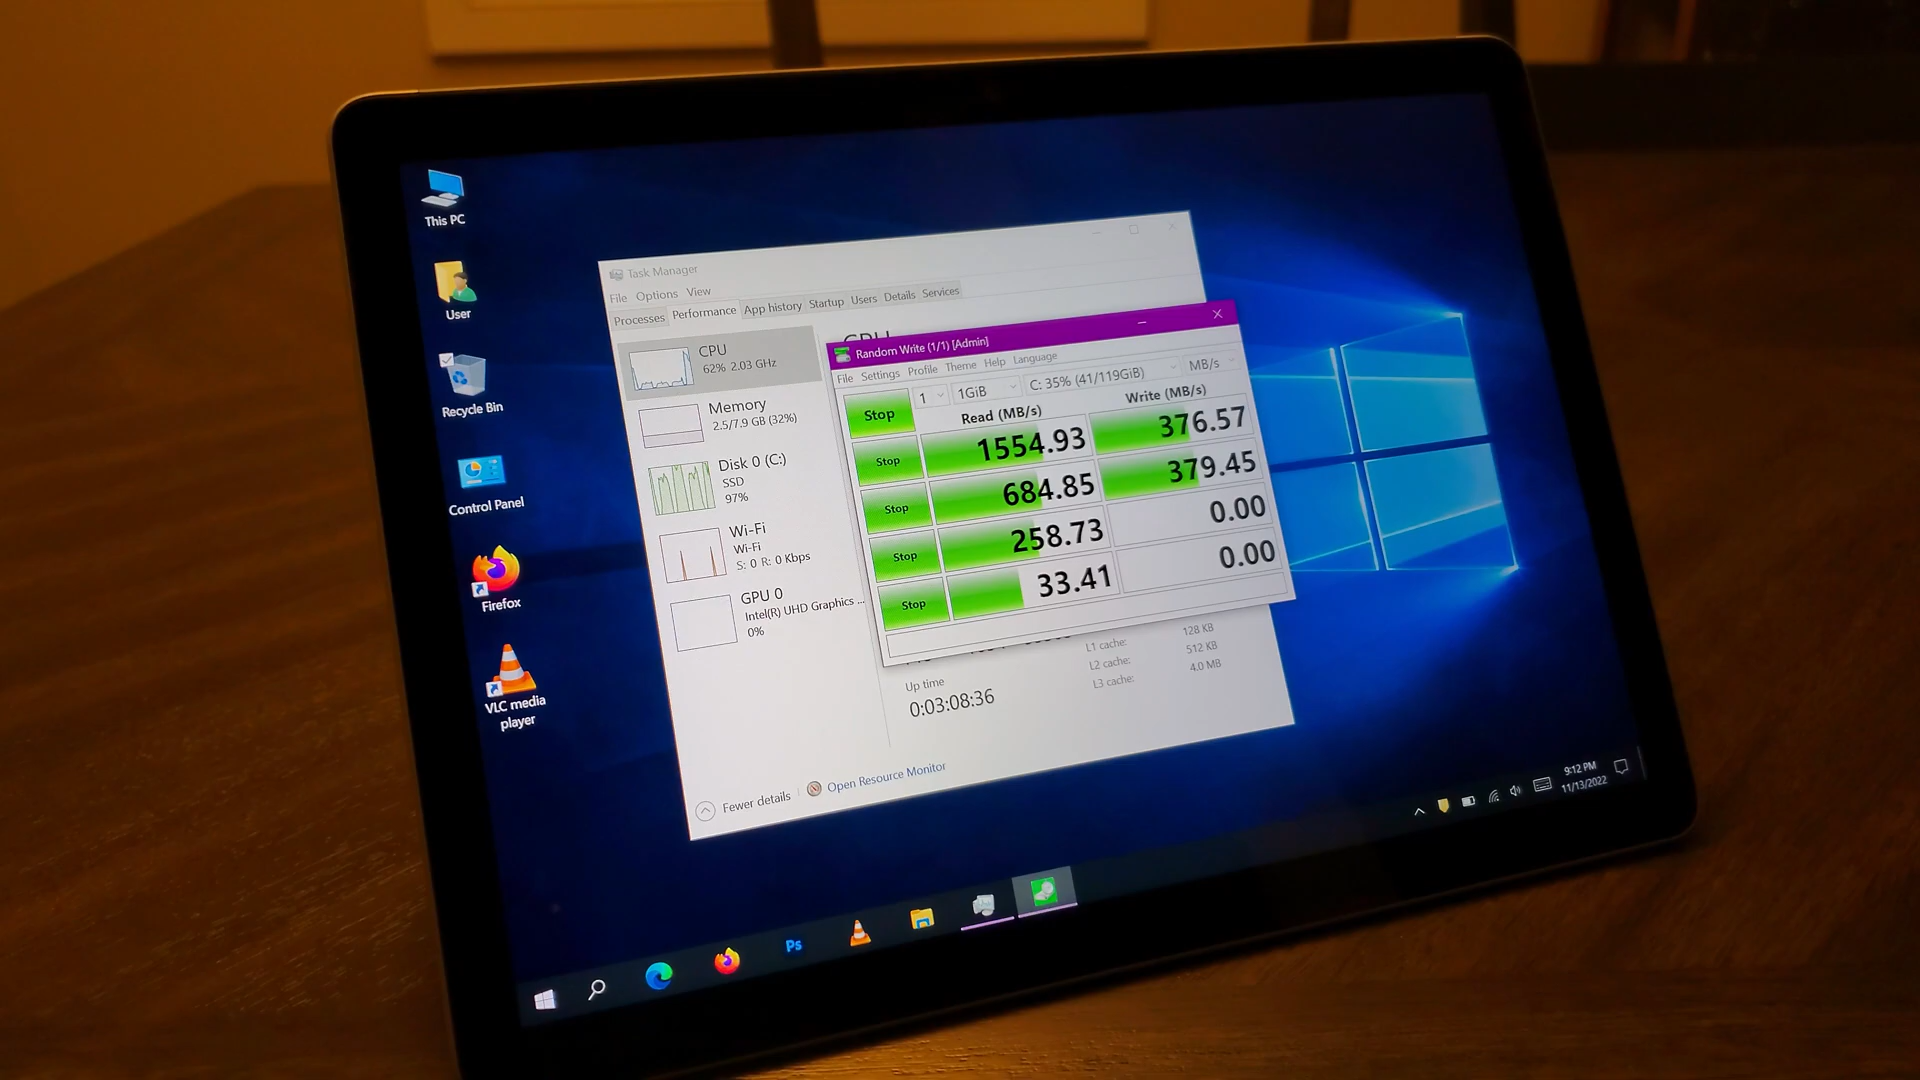 This PC
User
Recycle Bin
Control Panel
Firefox
VLC media
player
Task Manager
File Options View
Processes Performance App history Startup Users Details Services
CPU
62% 2.03 GHz
Memory
2.5/7.9 GB (32%)
Disk 0 (C:)
SSD
97%
Wi-Fi
Wi-Fi
S: 0 R: 0 Kbps
GPU 0
Intel(R) UHD Graphics ...
0%
CPU
Random Write (1/1) [Admin]
File Settings Profile Theme Help Language
Stop 1 1GiB C: 35% (41/119GiB) MB/s
Read (MB/s) Write (MB/s)
Stop 1554.93 376.57
Stop 684.85 379.45
Stop 258.73 0.00
Stop 33.41 0.00
Up time
0:03:08:36
L1 cache: 128 KB
L2 cache: 512 KB
L3 cache: 4.0 MB
Fewer details Open Resource Monitor
Ps
9:12 PM
11/13/2022